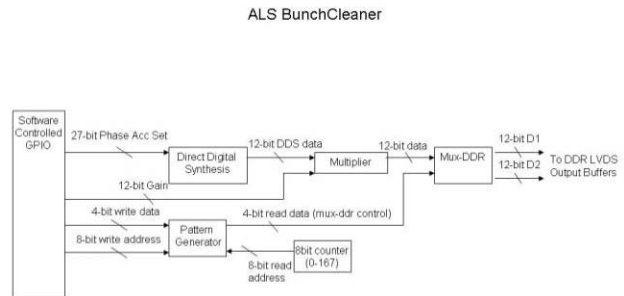 ALS BunchCleaner
Software
Controlled
GPIO
27-bit Phase Acc Set
Direct Digital
Synthesis
12-bit DDS data
Multiplier
12-bit data
Mux-DDR
12-bit D1
12-bit D2
To DDR LVDS
Output Buffers
12-bit Gain
4-bit write data
8-bit write address
Pattern
Generator
4-bit read data (mux-ddr control)
8-bit read
address
8bit counter
(0-167)